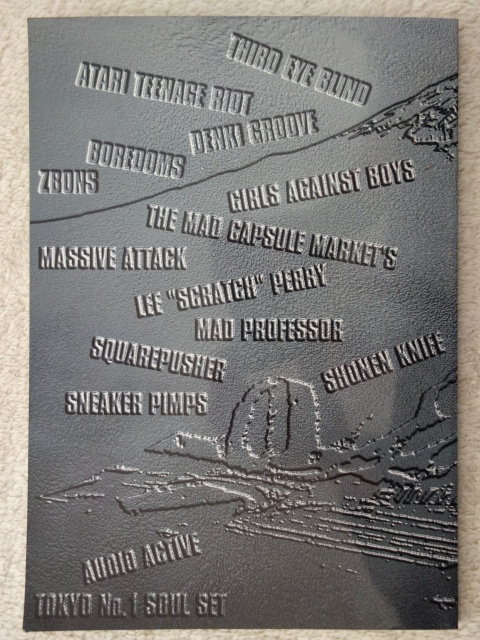 THIRD EYE BLIND
ATARI TEENAGE RIOT
DENKI GROOVE
BOREDOMS
ZBONS
GIRLS AGAINST BOYS
THE MAD CAPSULE MARKET'S
MASSIVE ATTACK
LEE "SCRATCH" PERRY
MAD PROFESSOR
SQUAREPUSHER
SHONEN KNIFE
SNEAKER PIMPS
AUDIO ACTIVE
TOKYO No. 1 SOUL SET